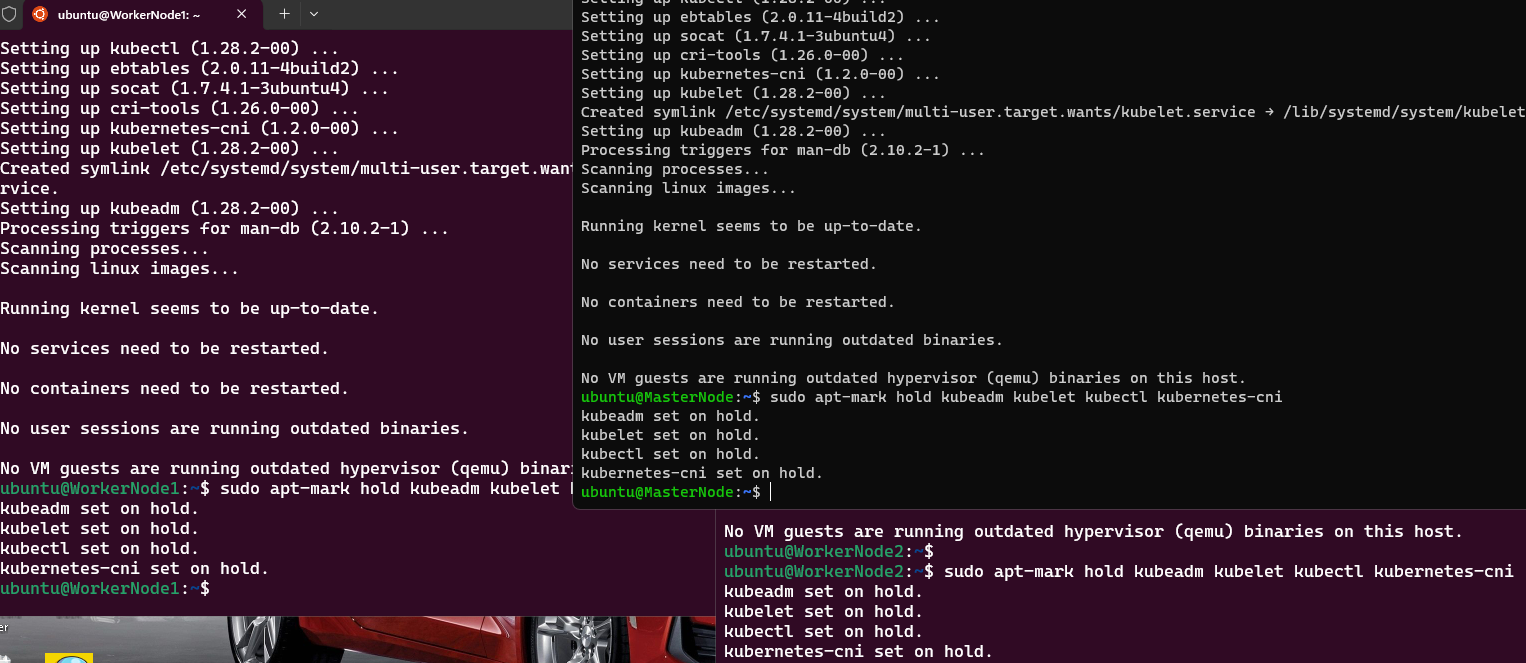 ubuntu@WorkerNode1: ~
Setting up kubectl (1.28.2-00) ...
Setting up ebtables (2.0.11-4build2) ...
Setting up socat (1.7.4.1-3ubuntu4) ...
Setting up cri-tools (1.26.0-00) ...
Setting up kubernetes-cni (1.2.0-00) ...
Setting up kubelet (1.28.2-00) ...
Created symlink /etc/systemd/system/multi-user.target.want
rvice.
Setting up kubeadm (1.28.2-00) ...
Processing triggers for man-db (2.10.2-1) ...
Scanning processes...
Scanning linux images...
Running kernel seems to be up-to-date.
No services need to be restarted.
No containers need to be restarted.
No user sessions are running outdated binaries.
No VM guests are running outdated hypervisor (qemu) binari
ubuntu@WorkerNode1:~$ sudo apt-mark hold kubeadm kubelet
kubeadm set on hold.
kubelet set on hold.
kubectl set on hold.
kubernetes-cni set on hold.
ubuntu@WorkerNode1:~$
er
Setting up kubectl (1.28.2-00) ...
Setting up ebtables (2.0.11-4build2) ...
Setting up socat (1.7.4.1-3ubuntu4) ...
Setting up cri-tools (1.26.0-00) ...
Setting up kubernetes-cni (1.2.0-00) ...
Setting up kubelet (1.28.2-00) ...
Created symlink /etc/systemd/system/multi-user.target.wants/kubelet.service → /lib/systemd/system/kubelet
Setting up kubeadm (1.28.2-00) ...
Processing triggers for man-db (2.10.2-1) ...
Scanning processes...
Scanning linux images...
Running kernel seems to be up-to-date.
No services need to be restarted.
No containers need to be restarted.
No user sessions are running outdated binaries.
No VM guests are running outdated hypervisor (qemu) binaries on this host.
ubuntu@MasterNode:~$ sudo apt-mark hold kubeadm kubelet kubectl kubernetes-cni
kubeadm set on hold.
kubelet set on hold.
kubectl set on hold.
kubernetes-cni set on hold.
ubuntu@MasterNode:~$
No VM guests are running outdated hypervisor (qemu) binaries on this host.
ubuntu@WorkerNode2:~$
ubuntu@WorkerNode2:~$ sudo apt-mark hold kubeadm kubelet kubectl kubernetes-cni
kubeadm set on hold.
kubelet set on hold.
kubectl set on hold.
kubernetes-cni set on hold.